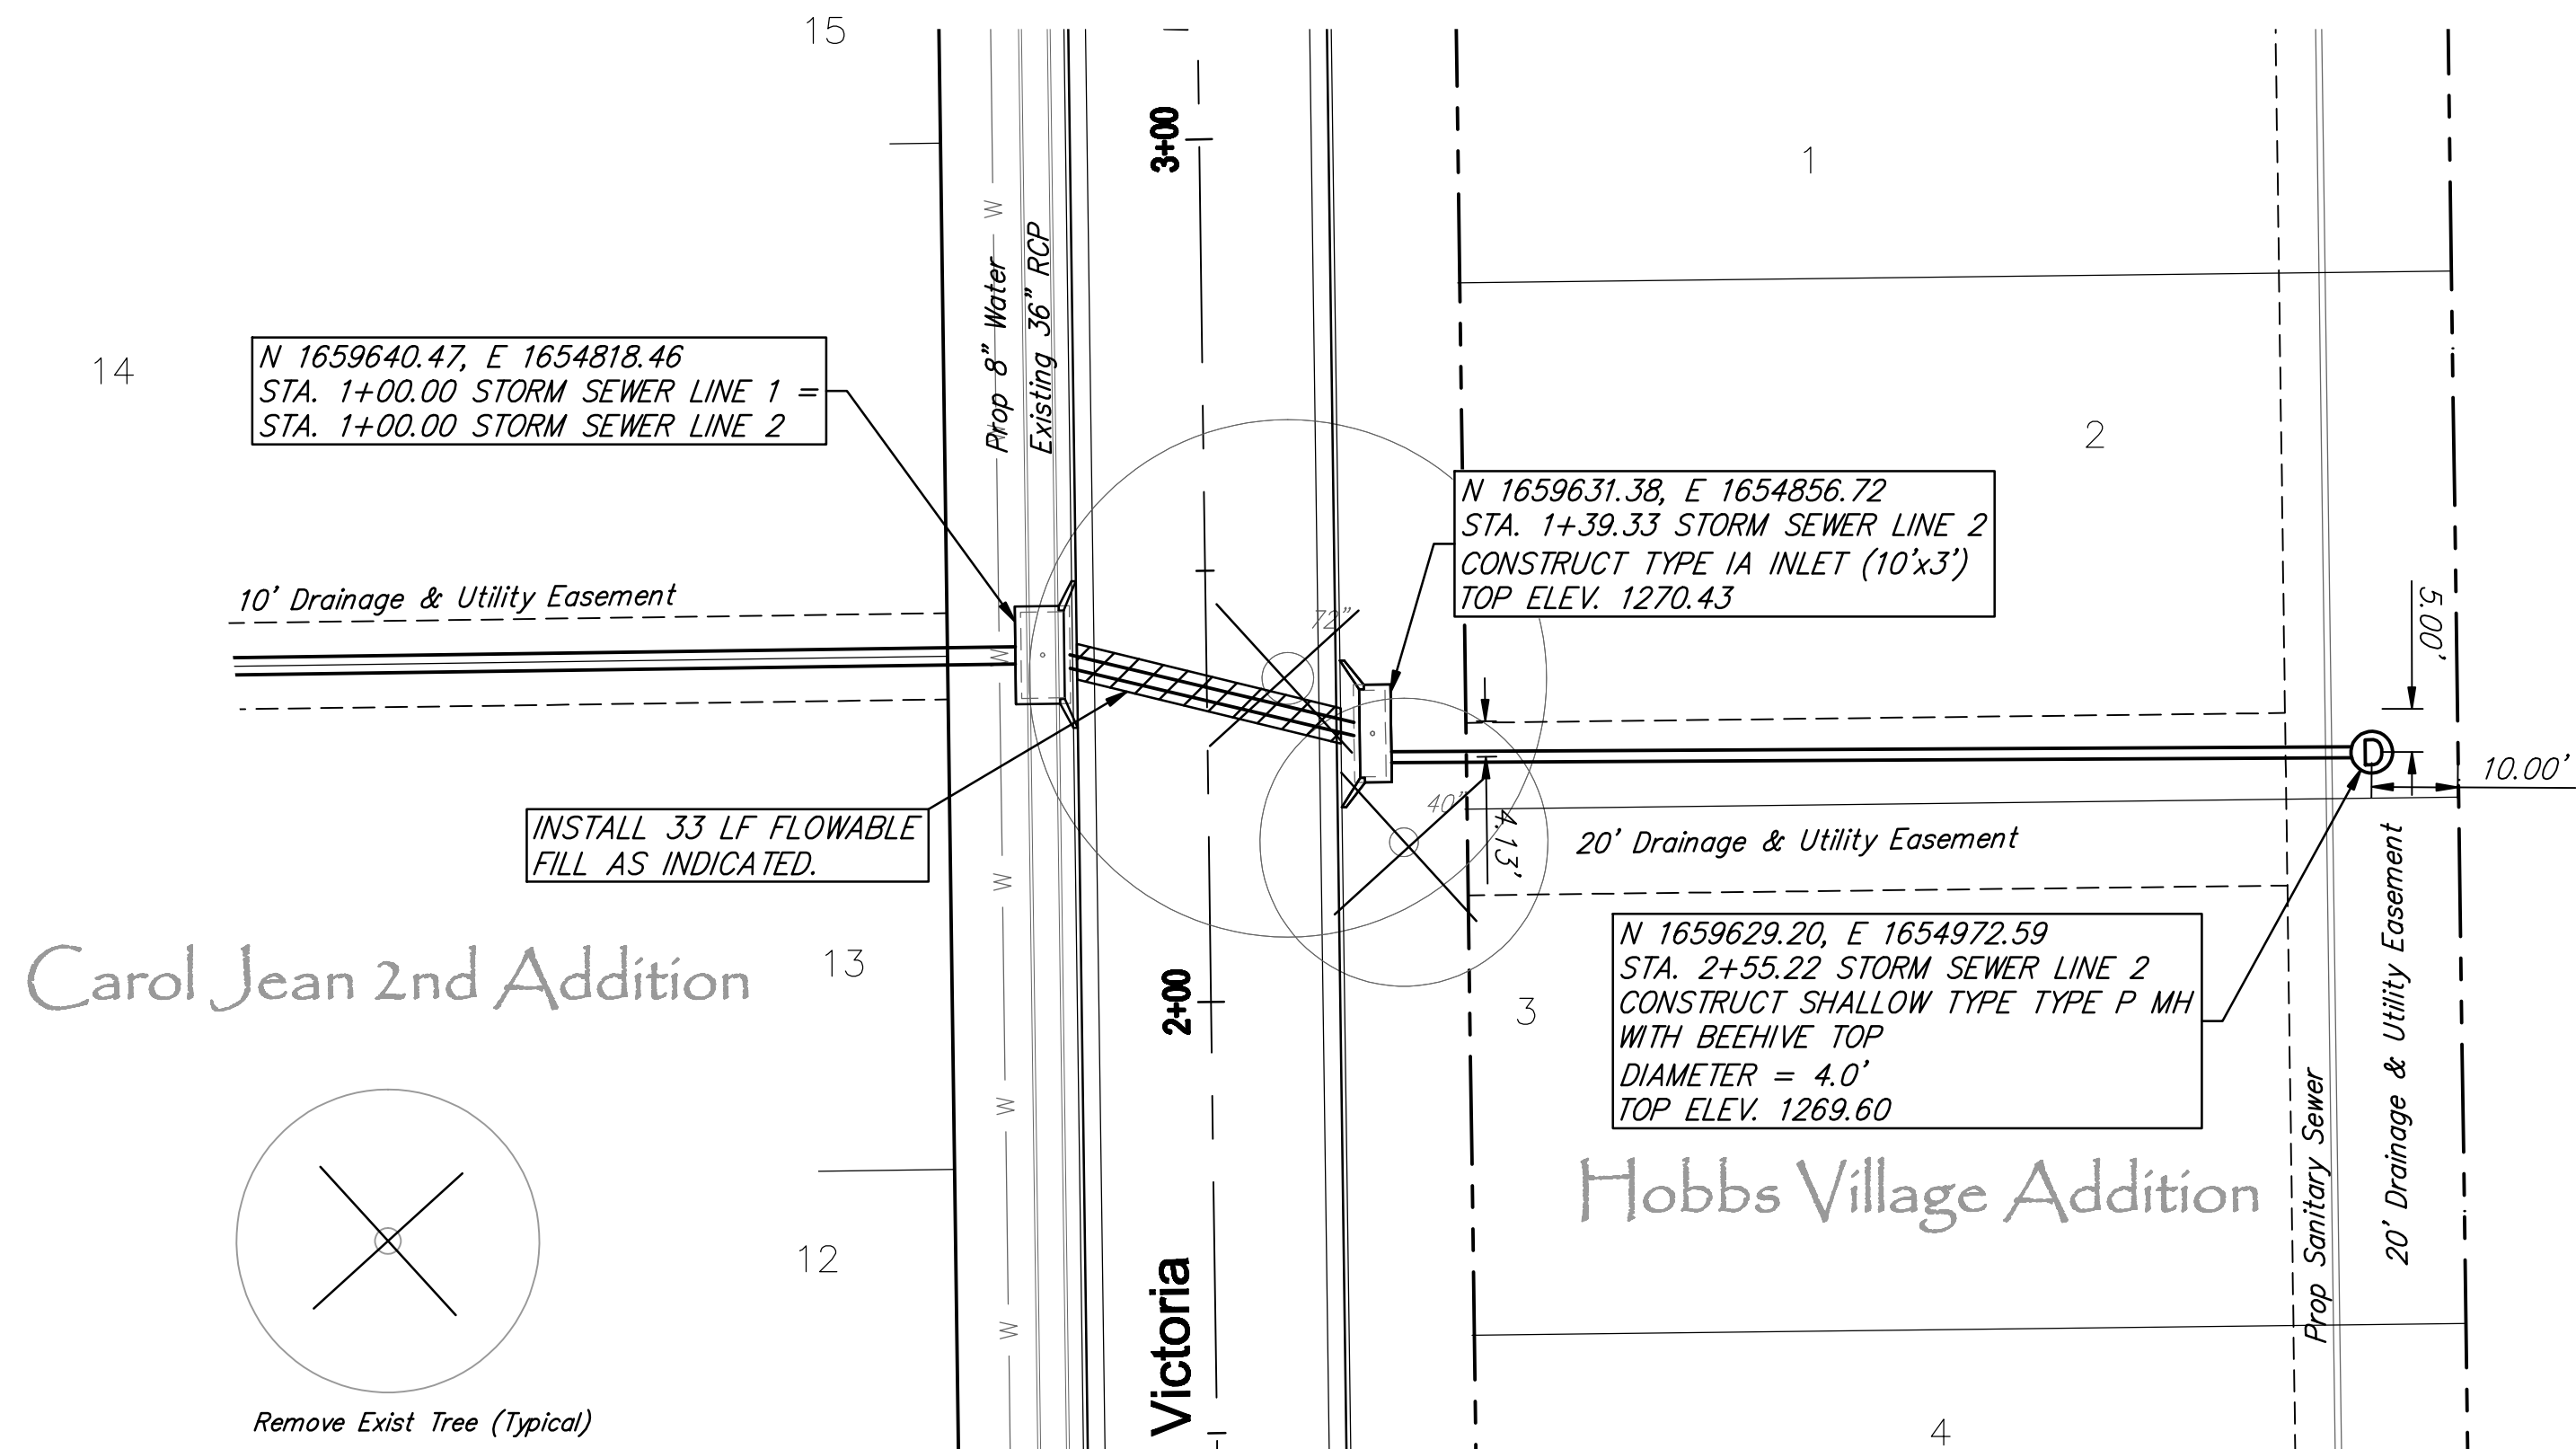 15
3+00
1
W
Prop 8" Water
Existing 36" RCP
N 1659640.47, E 1654818.46
STA. 1+00.00 STORM SEWER LINE 1 =
STA. 1+00.00 STORM SEWER LINE 2
14
2
W
N 1659631.38, E 1654856.72
STA. 1+39.33 STORM SEWER LINE 2
CONSTRUCT TYPE IA INLET (10'x3')
TOP ELEV. 1270.43
10' Drainage & Utility Easement
72"
5.00'
W
D
10.00'
40"
4.13'
INSTALL 33 LF FLOWABLE
FILL AS INDICATED.
20' Drainage & Utility Easement
W
N 1659629.20, E 1654972.59
STA. 2+55.22 STORM SEWER LINE 2
CONSTRUCT SHALLOW TYPE TYPE P MH
WITH BEEHIVE TOP
DIAMETER = 4.0'
TOP ELEV. 1269.60
Carol Jean 2nd Addition
13
2+00
3
20' Drainage & Utility Easement
W
Prop Sanitary Sewer
Hobbs Village Addition
12
W
Victoria
Remove Exist Tree (Typical)
4